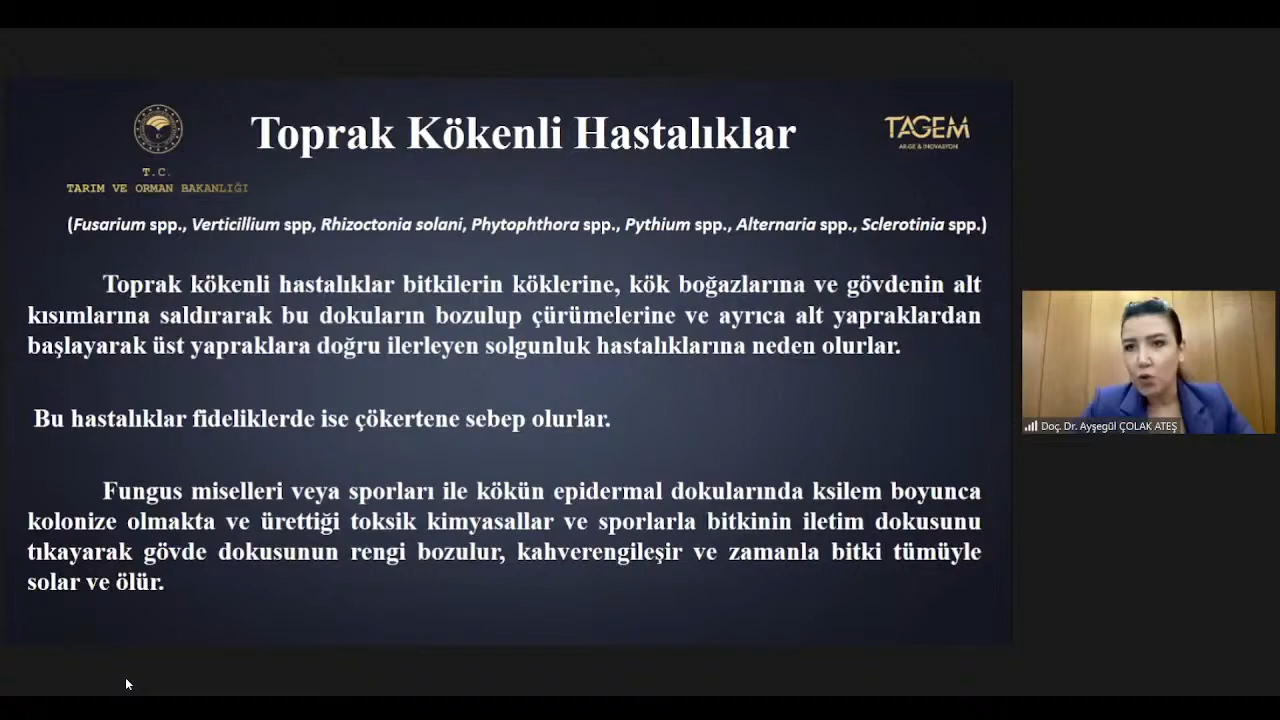 Toprak Kökenli Hastalıklar
TAGEM
AR-GE & İNOVASYON
T.C.
TARIM VE ORMAN BAKANLIĞI
(Fusarium spp., Verticillium spp, Rhizoctonia solani, Phytophthora spp., Pythium spp., Alternaria spp., Sclerotinia spp.)
Toprak kökenli hastalıklar bitkilerin köklerine, kök boğazlarına ve gövdenin alt
kısımlarına saldırarak bu dokuların bozulup çürümelerine ve ayrıca alt yapraklardan
başlayarak üst yapraklara doğru ilerleyen solgunluk hastalıklarına neden olurlar.
Bu hastalıklar fideliklerde ise çökertene sebep olurlar.
Fungus miselleri veya sporları ile kökün epidermal dokularında ksilem boyunca
kolonize olmakta ve ürettiği toksik kimyasallar ve sporlarla bitkinin iletim dokusunu
tıkayarak gövde dokusunun rengi bozulur, kahverengileşir ve zamanla bitki tümüyle
solar ve ölür.
Doç. Dr. Ayşegül ÇOLAK ATEŞ